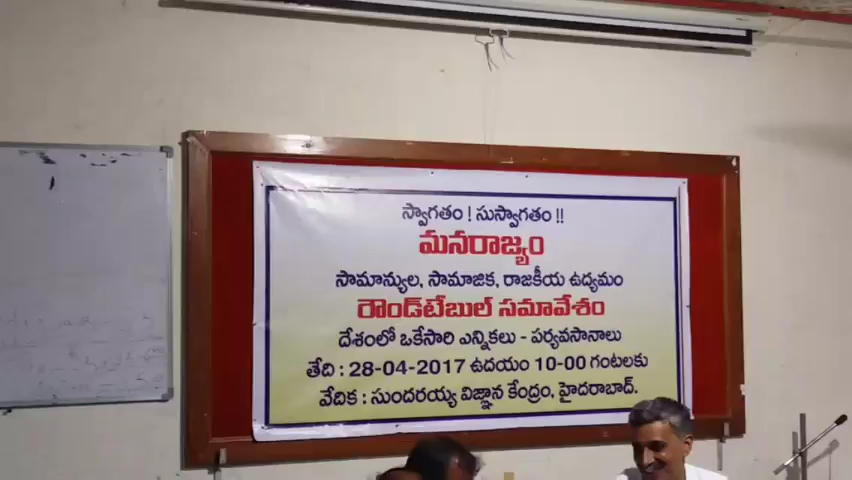 స్వాగతం ! సుస్వాగతం !!
మనరాజ్యం
సామాన్యుల, సామాజిక, రాజకీయ ఉద్యమం
రౌండ్‌టేబుల్ సమావేశం
దేశంలో ఒకేసారి ఎన్నికలు - పర్యవసానాలు
తేది : 28-04-2017 ఉదయం 10-00 గంటలకు
వేదిక : సుందరయ్య విజ్ఞాన కేంద్రం, హైదరాబాద్.